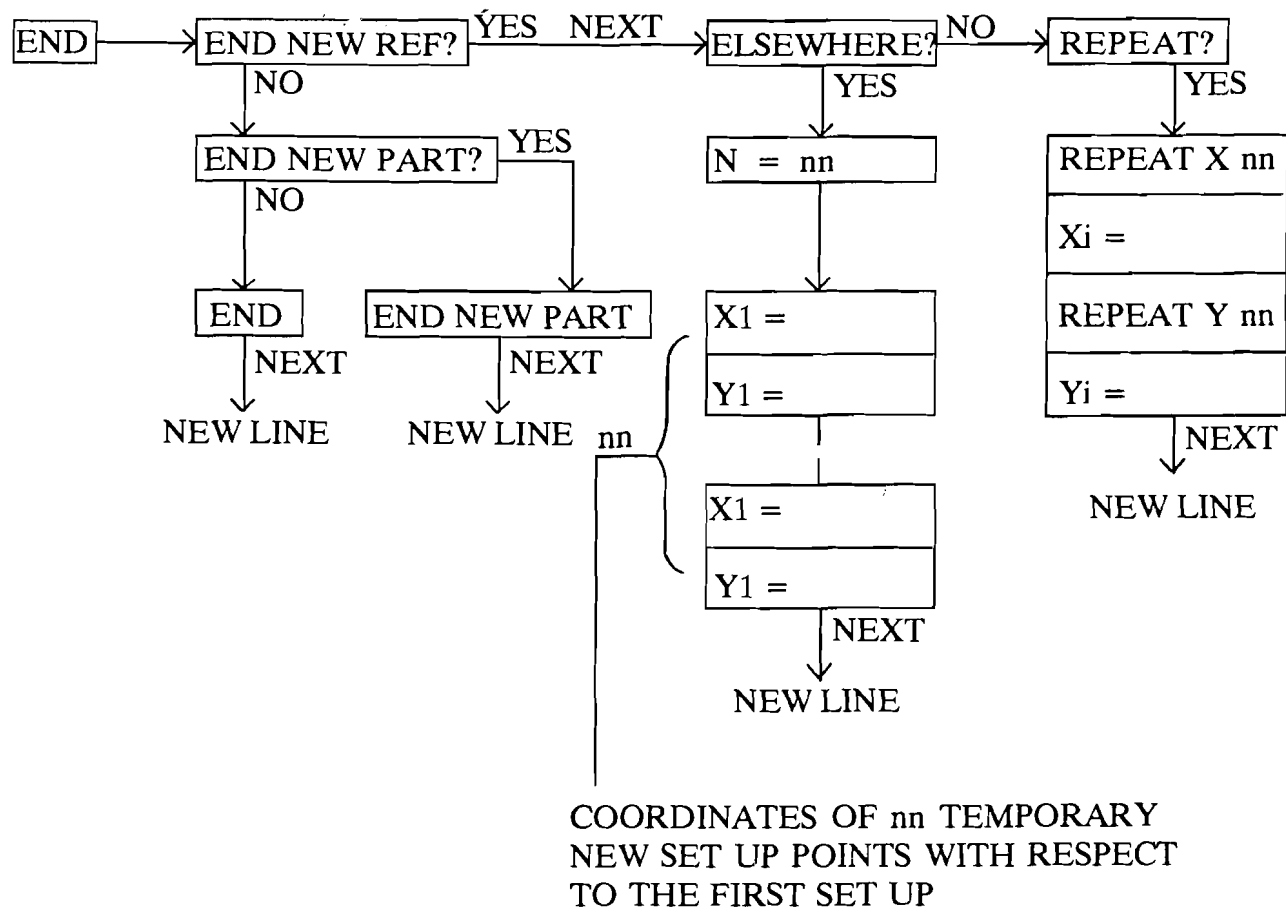 END
END NEW REF?
YES
NEXT
ELSEWHERE?
NO
REPEAT?
NO
YES
YES
END NEW PART?
YES
N = nn
REPEAT X nn
NO
Xi =
END
END NEW PART
X1 =
REPEAT Y nn
NEXT
NEXT
Y1 =
Yi =
NEW LINE
NEW LINE
nn
NEXT
X1 =
NEW LINE
Y1 =
NEXT
NEW LINE
COORDINATES OF nn TEMPORARY
NEW SET UP POINTS WITH RESPECT
TO THE FIRST SET UP